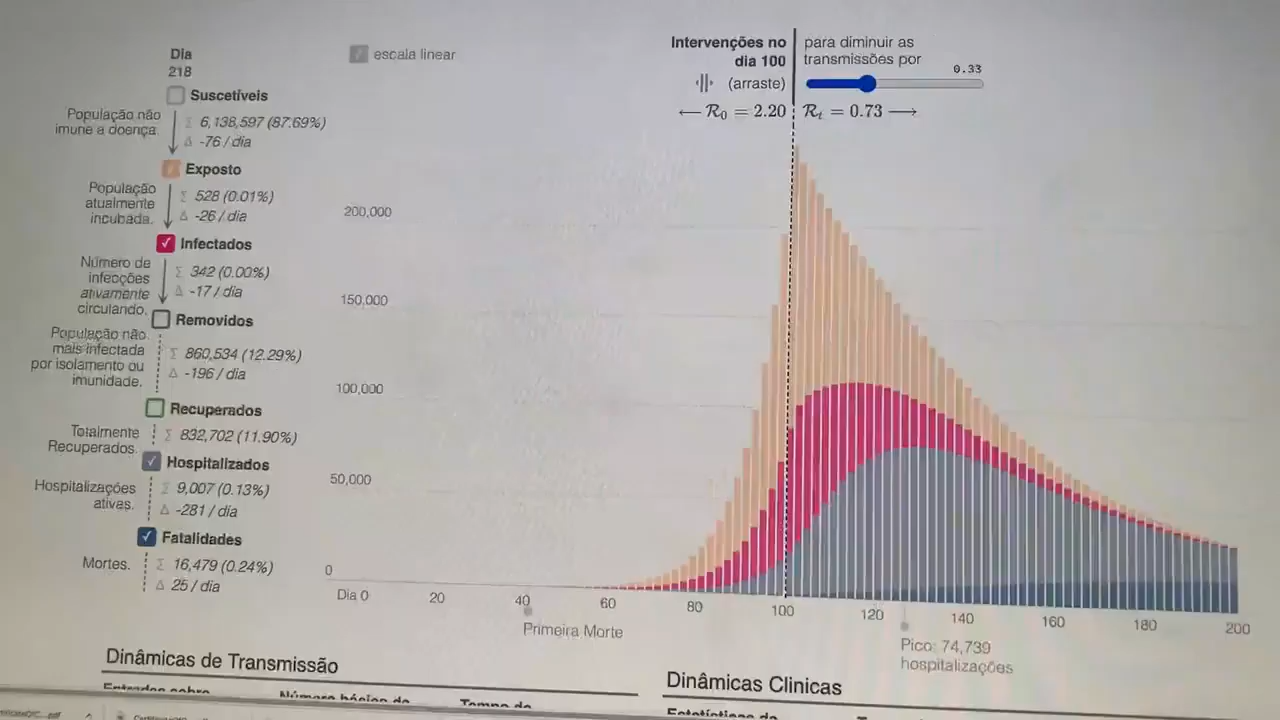 Dia
218
escala linear
Intervenções no
dia 100
(arraste)
para diminuir as
transmissões por
0.33
← R₀ = 2.20
Rₜ = 0.73 →
Suscetíveis
População não
imune a doença.
Σ 6,138,597 (87.69%)
Δ -76 / dia
Exposto
População
atualmente
incubada.
Σ 528 (0.01%)
Δ -26 / dia
Infectados
Número de
infecções
ativamente
circulando.
Σ 342 (0.00%)
Δ -17 / dia
Removidos
População não
mais infectada
por isolamento ou
imunidade.
Σ 860,534 (12.29%)
Δ -196 / dia
Recuperados
Totalmente
Recuperados.
Σ 832,702 (11.90%)
Hospitalizados
Hospitalizações
ativas.
Σ 9,007 (0.13%)
Δ -281 / dia
Fatalidades
Mortes.
Σ 16,479 (0.24%)
Δ 25 / dia
200,000
150,000
100,000
50,000
0
Dia 0 20 40 60 80 100 120 140 160 180 200
Primeira Morte
Pico: 74,739
hospitalizações
Dinâmicas de Transmissão
Dinâmicas Clinicas
Número básico de